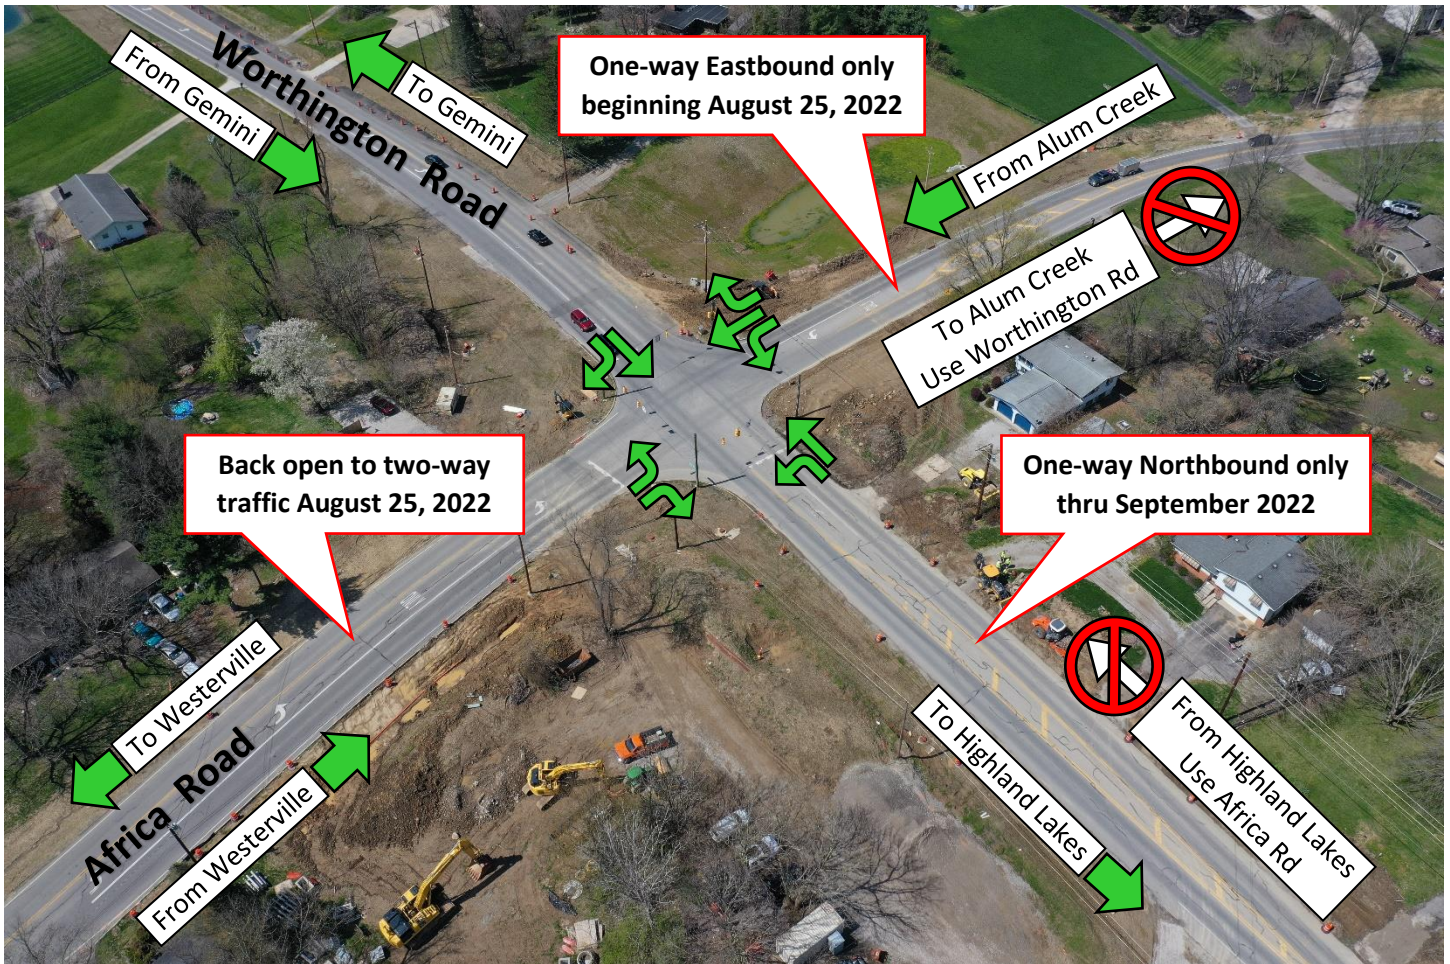 Worthington Road
From Gemini
To Gemini
One-way Eastbound only
beginning August 25, 2022
From Alum Creek
To Alum Creek
Use Worthington Rd
Back open to two-way
traffic August 25, 2022
One-way Northbound only
thru September 2022
To Westerville
From Westerville
Africa Road
To Highland Lakes
From Highland Lakes
Use Africa Rd